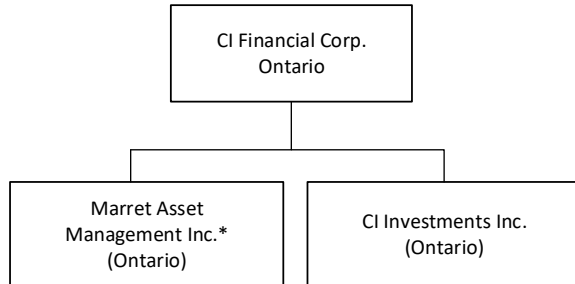 CI Financial Corp.
Ontario
Marret Asset
Management Inc.*
(Ontario)
CI Investments Inc.
(Ontario)